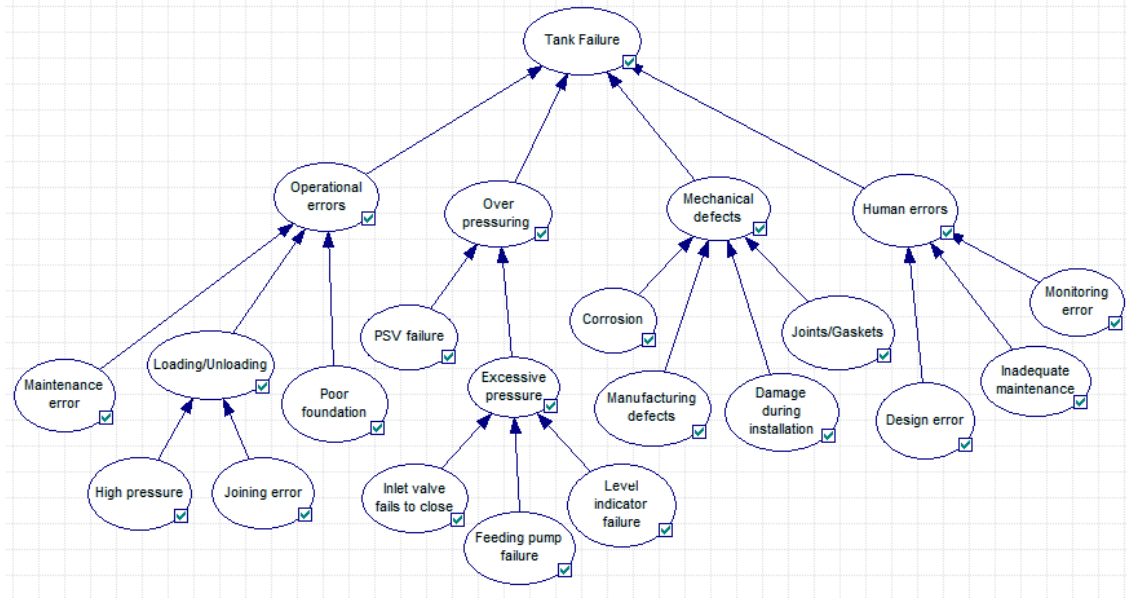 Tank Failure
Operational
errors
Over
pressuring
Mechanical
defects
Human errors
PSV failure
Corrosion
Joints/Gaskets
Monitoring
error
Maintenance
error
Loading/Unloading
Poor
foundation
Excessive
pressure
Manufacturing
defects
Damage
during
installation
Design error
Inadequate
maintenance
High pressure
Joining error
Inlet valve
fails to close
Feeding pump
failure
Level
indicator
failure